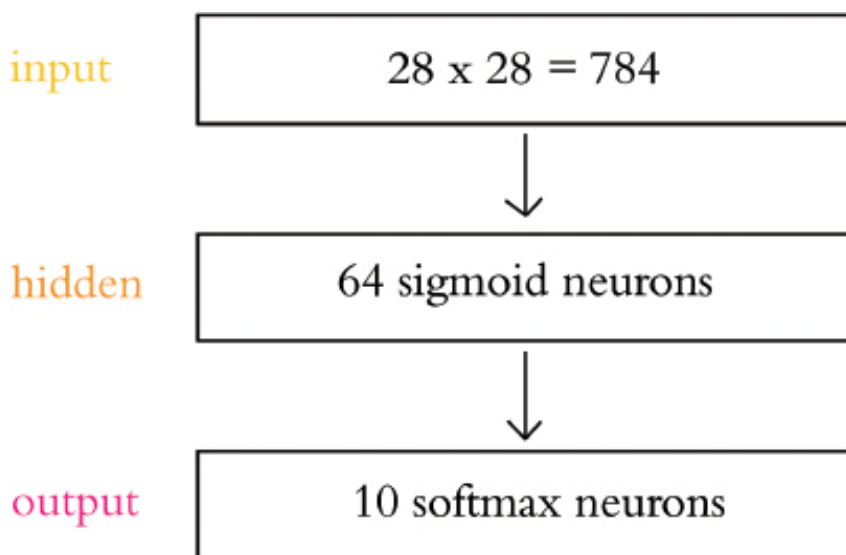 input
28 x 28 = 784
hidden
64 sigmoid neurons
output
10 softmax neurons